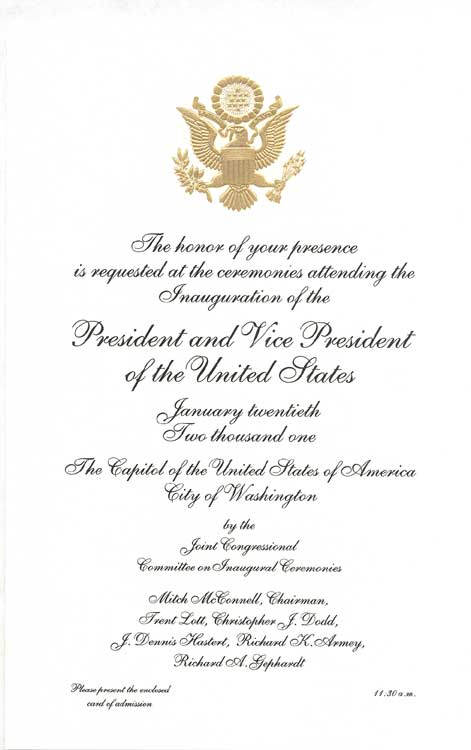 The honor of your presence
is requested at the ceremonies attending the
Inauguration of the
President and Vice President
of the United States
January twentieth
Two thousand one
The Capitol of the United States of America
City of Washington
by the
Joint Congressional
Committee on Inaugural Ceremonies
Mitch McConnell, Chairman,
Trent Lott, Christopher J. Dodd,
J. Dennis Hastert, Richard K. Armey,
Richard A. Gephardt
Please present the enclosed
card of admission
11.30 a.m.